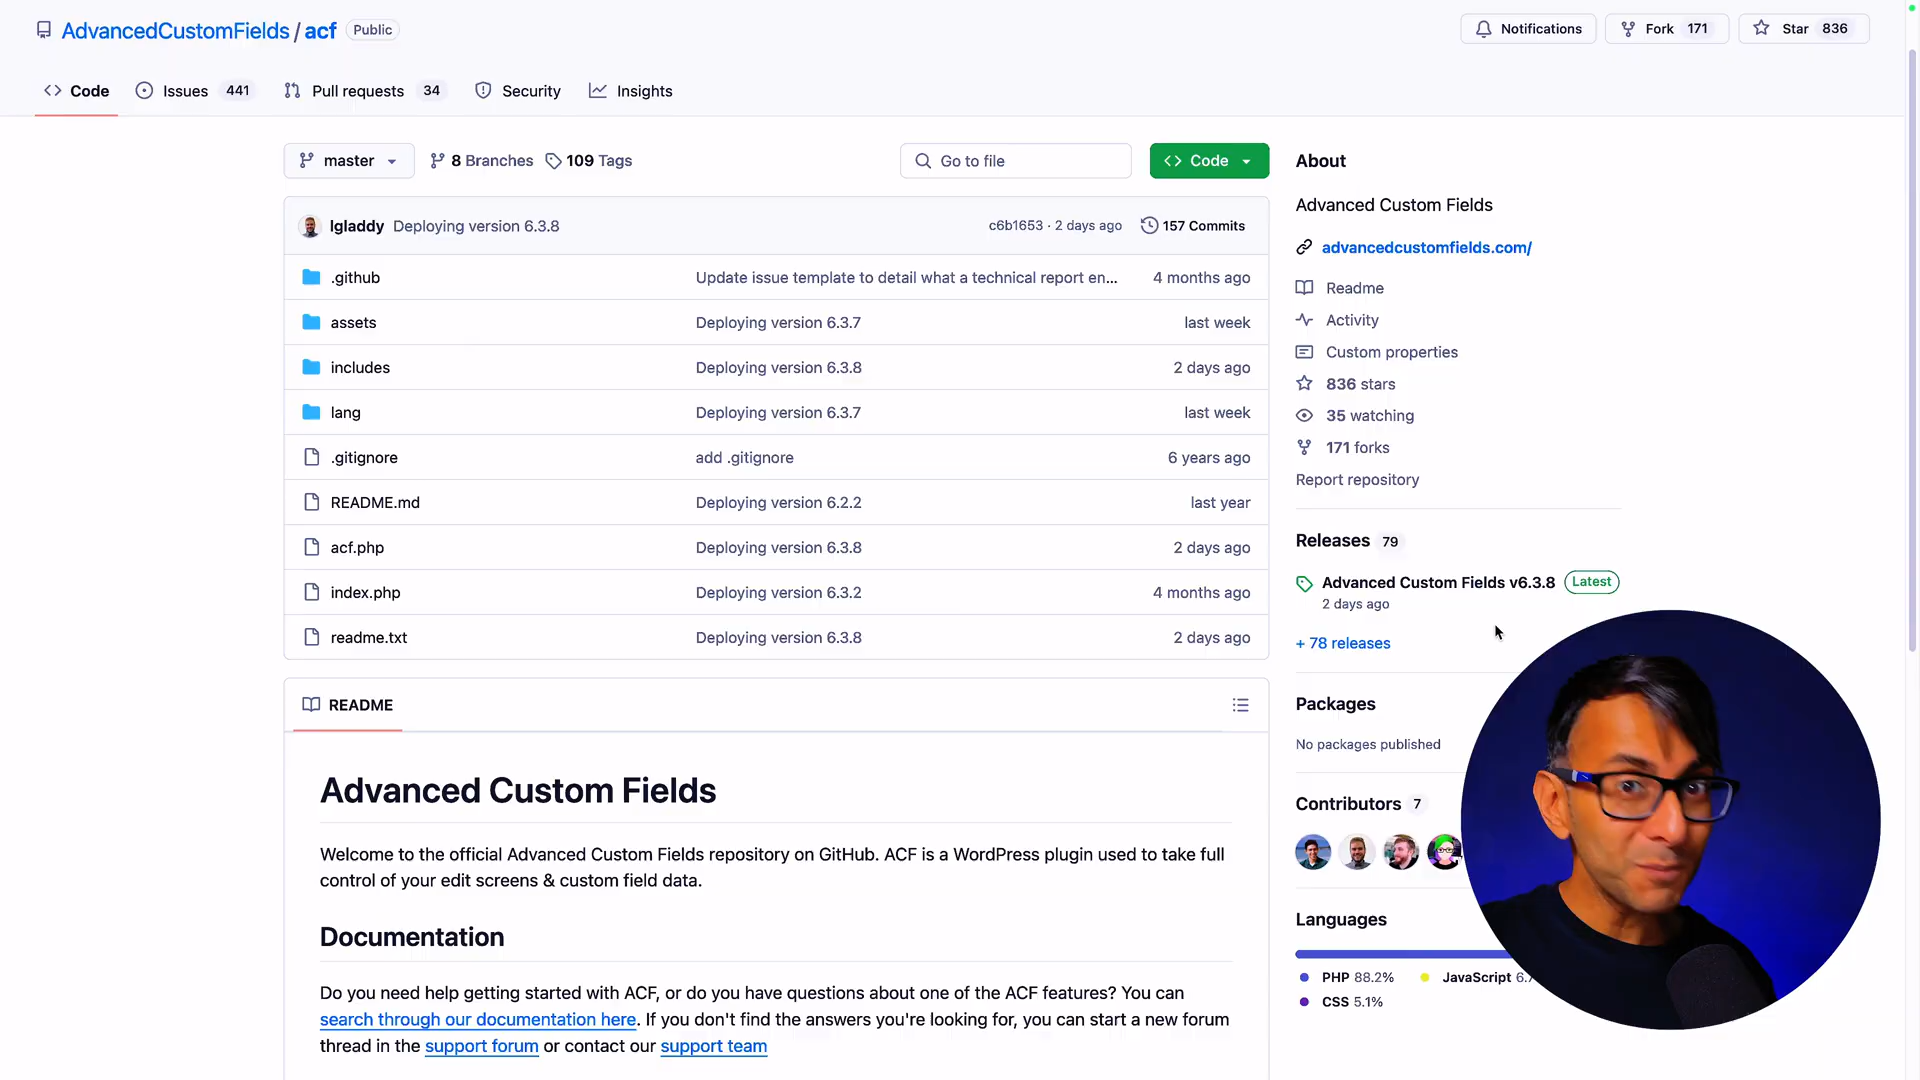 AdvancedCustomFields / acf Public
Notifications Fork 171 Star 836
Code Issues 441 Pull requests 34 Security Insights
master 8 Branches 109 Tags Go to file Code
lgladdy Deploying version 6.3.8 c6b1653 · 2 days ago 157 Commits
.github Update issue template to detail what a technical report en... 4 months ago
assets Deploying version 6.3.7 last week
includes Deploying version 6.3.8 2 days ago
lang Deploying version 6.3.7 last week
.gitignore add .gitignore 6 years ago
README.md Deploying version 6.2.2 last year
acf.php Deploying version 6.3.8 2 days ago
index.php Deploying version 6.3.2 4 months ago
readme.txt Deploying version 6.3.8 2 days ago
README
Advanced Custom Fields
Welcome to the official Advanced Custom Fields repository on GitHub. ACF is a WordPress plugin used to take full
control of your edit screens & custom field data.
Documentation
Do you need help getting started with ACF, or do you have questions about one of the ACF features? You can
search through our documentation here. If you don't find the answers you're looking for, you can start a new forum
thread in the support forum or contact our support team
About
Advanced Custom Fields
advancedcustomfields.com/
Readme
Activity
Custom properties
836 stars
35 watching
171 forks
Report repository
Releases 79
Advanced Custom Fields v6.3.8 Latest
2 days ago
+ 78 releases
Packages
No packages published
Contributors 7
Languages
PHP 88.2% JavaScript 6.7
CSS 5.1%